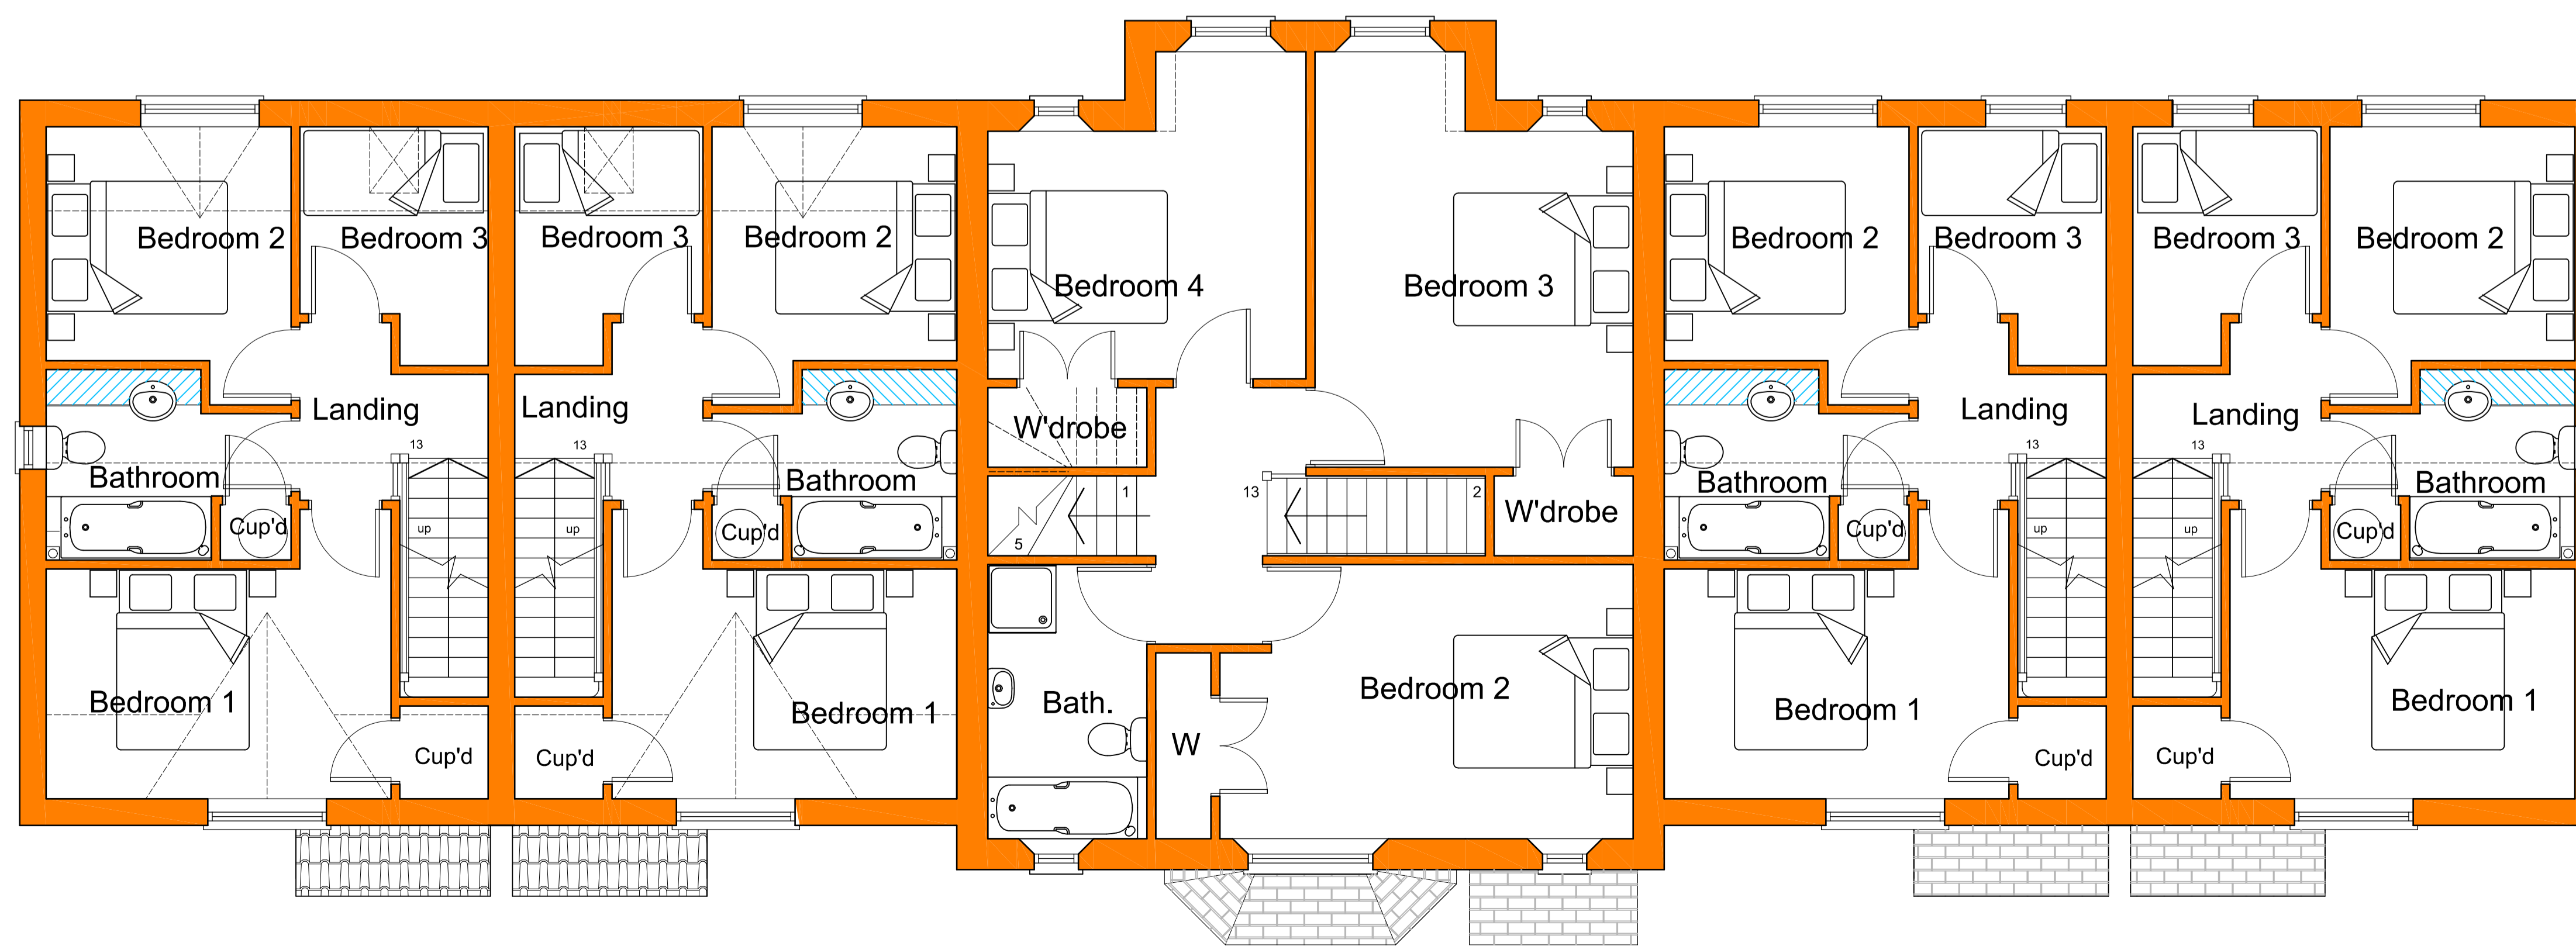 Bedroom 2
Bedroom 3
Bedroom 3
Bedroom 2
Bedroom 4
Bedroom 3
Bedroom 2
Bedroom 3
Bedroom 3
Bedroom 2
Landing
Landing
W'drobe
Landing
Landing
13
13
13
13
Bathroom
Bathroom
Bathroom
Bathroom
1
13
2
W'drobe
Cup'd
up
up
Cup'd
5
Cup'd
up
up
Cup'd
Bedroom 1
Bedroom 1
Bath.
Bedroom 2
Bedroom 1
Bedroom 1
W
Cup'd
Cup'd
Cup'd
Cup'd